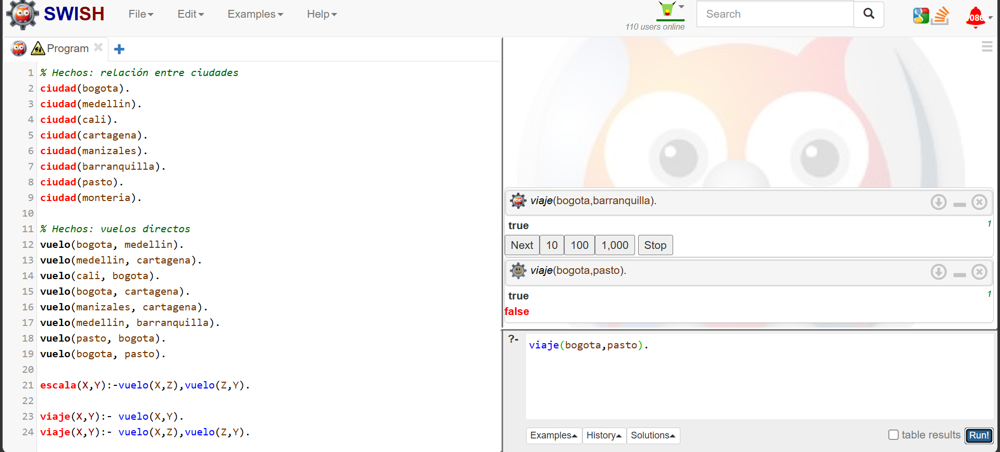 SWISH File Edit Examples Help
110 users online
Search
Program
1 % Hechos: relación entre ciudades
2 ciudad(bogota).
3 ciudad(medellin).
4 ciudad(cali).
5 ciudad(cartagena).
6 ciudad(manizales).
7 ciudad(barranquilla).
8 ciudad(pasto).
9 ciudad(monteria).
10
11 % Hechos: vuelos directos
12 vuelo(bogota, medellin).
13 vuelo(medellin, cartagena).
14 vuelo(cali, bogota).
15 vuelo(bogota, cartagena).
16 vuelo(manizales, cartagena).
17 vuelo(medellin, barranquilla).
18 vuelo(pasto, bogota).
19 vuelo(bogota, pasto).
20
21 escala(X,Y):-vuelo(X,Z),vuelo(Z,Y).
22
23 viaje(X,Y):- vuelo(X,Y).
24 viaje(X,Y):- vuelo(X,Z),vuelo(Z,Y).
viaje(bogota,barranquilla).
true 1
Next 10 100 1,000 Stop
viaje(bogota,pasto).
true 1
false
?- viaje(bogota,pasto).
Examples History Solutions table results Run!